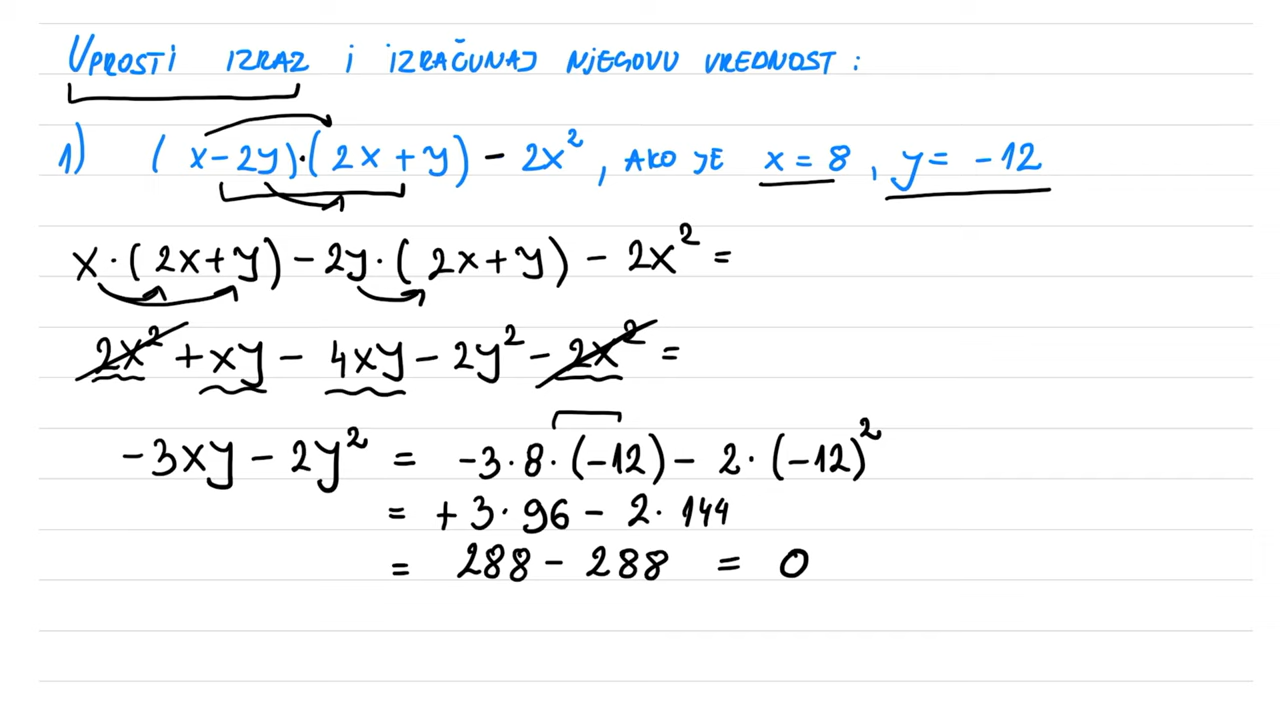 UPROSTI IZRAZ I IZRAČUNAJ NJEGOVU VREDNOST:
1) (x-2y)·(2x+y) - 2x², AKO JE x = 8, y = -12
x·(2x+y) - 2y·(2x+y) - 2x² =
2x² + xy - 4xy - 2y² - 2x² =
-3xy - 2y² = -3·8·(-12) - 2·(-12)²
= +3·96 - 2·144
= 288 - 288 = 0